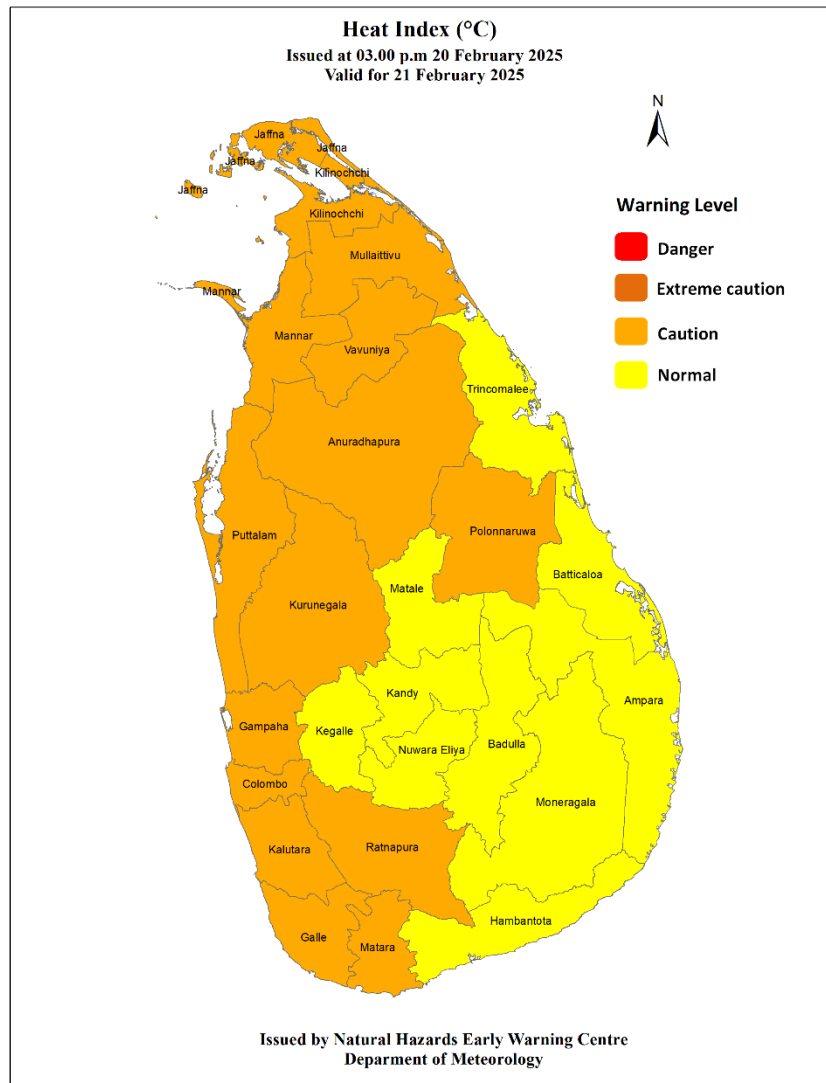 Heat Index (°C)
Issued at 03.00 p.m 20 February 2025
Valid for 21 February 2025
N
Jaffna
Jaffna
Jaffna
Kilinochchi
Jaffna
Kilinochchi
Mullaittivu
Mannar
Mannar
Vavuniya
Trincomalee
Anuradhapura
Polonnaruwa
Puttalam
Batticaloa
Matale
Kurunegala
Kandy
Ampara
Gampaha
Kegalle
Nuwara Eliya
Badulla
Colombo
Moneragala
Kalutara
Ratnapura
Hambantota
Galle
Matara
Warning Level
Danger
Extreme caution
Caution
Normal
Issued by Natural Hazards Early Warning Centre
Deparment of Meteorology